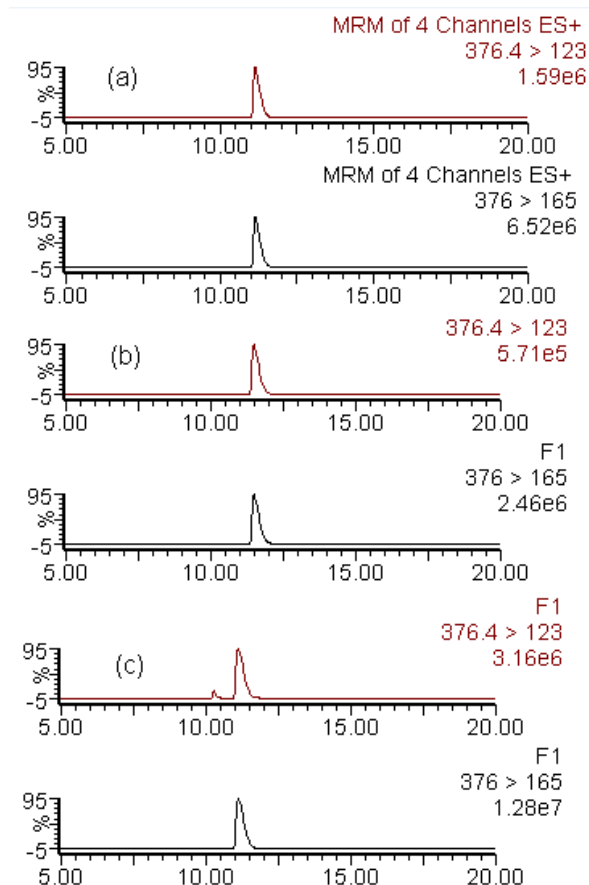 MRM of 4 Channels ES+
376.4 > 123
1.59e6
95
(a)
%
-5
5.00 10.00 15.00 20.00
MRM of 4 Channels ES+
376 > 165
6.52e6
95
%
-5
5.00 10.00 15.00 20.00
376.4 > 123
5.71e5
95
(b)
%
-5
5.00 10.00 15.00 20.00
F1
376 > 165
2.46e6
95
%
-5
5.00 10.00 15.00 20.00
F1
376.4 > 123
3.16e6
95
(c)
%
-5
5.00 10.00 15.00 20.00
F1
376 > 165
1.28e7
95
%
-5
5.00 10.00 15.00 20.00